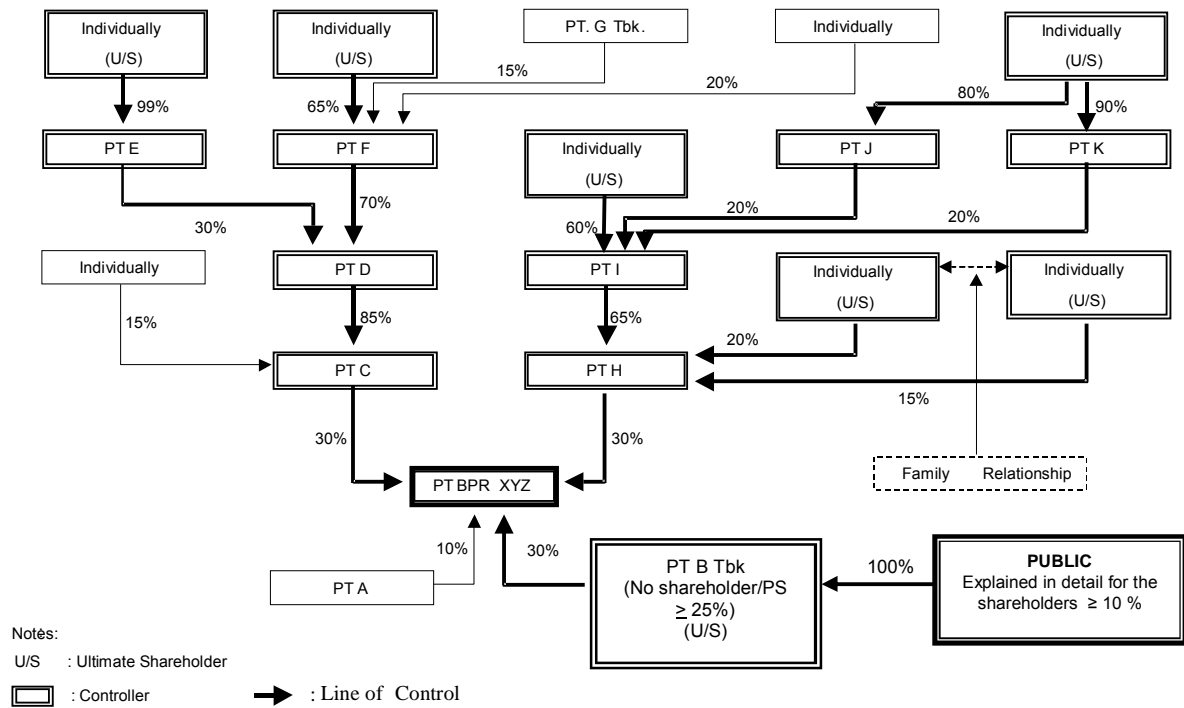 Individually
(U/S)
Individually
(U/S)
PT. G Tbk.
Individually
Individually
(U/S)
15%
20%
99%
65%
80%
90%
PT E
PT F
Individually
(U/S)
PT J
PT K
30%
70%
60%
20%
20%
Individually
PT D
PT I
Individually
(U/S)
Individually
(U/S)
15%
85%
65%
20%
PT C
PT H
15%
30%
30%
Family Relationship
PT BPR XYZ
10%
30%
PT A
PT B Tbk
(No shareholder/PS
≥ 25%)
(U/S)
100%
PUBLIC
Explained in detail for the
shareholders ≥ 10 %
Notes:
U/S : Ultimate Shareholder
: Controller : Line of Control